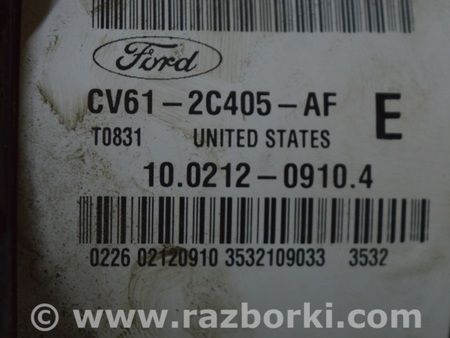 Ford
CV61-2C405-AF E
T0831 UNITED STATES
10.0212-0910.4
0226 02120910 3532109033 3532
© www.razborki.com